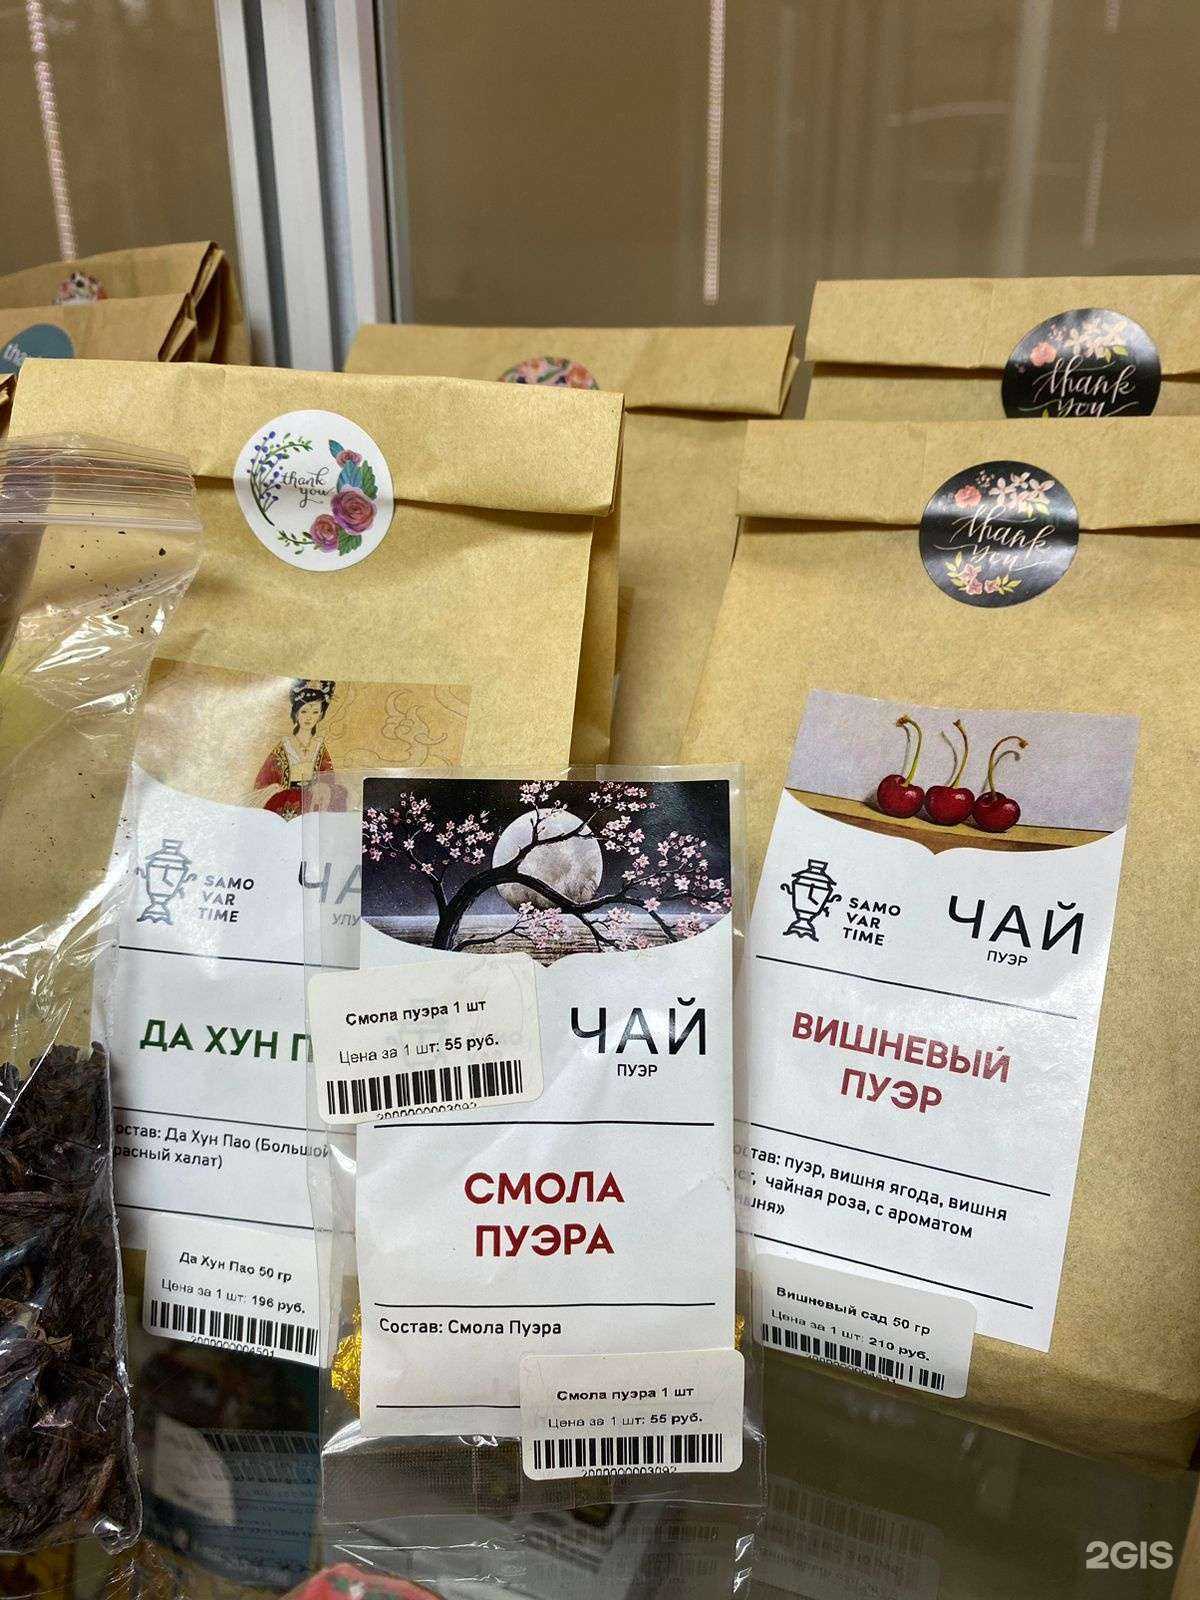 thank
you
thank
you
thank
you
SAMO
VAR
TIME
ДА ХУН П
остав: Да Хун Пао (Большой
расный халат)
Да Хун Пао 50 гр
Цена за 1 шт: 196 руб.
2000000004501
Смола пуэра 1 шт
Цена за 1 шт: 55 руб.
2000000003092
ЧАЙ
ПУЭР
СМОЛА
ПУЭРА
Состав: Смола Пуэра
Смола пуэра 1 шт
Цена за 1 шт: 55 руб.
2000000003092
SAMO
VAR
TIME
ЧАЙ
ПУЭР
ВИШНЕВЫЙ
ПУЭР
став: пуэр, вишня ягода, вишня
чайная роза, с ароматом
Вишневый сад 50 гр
Цена за 1 шт: 210 руб.
2GIS